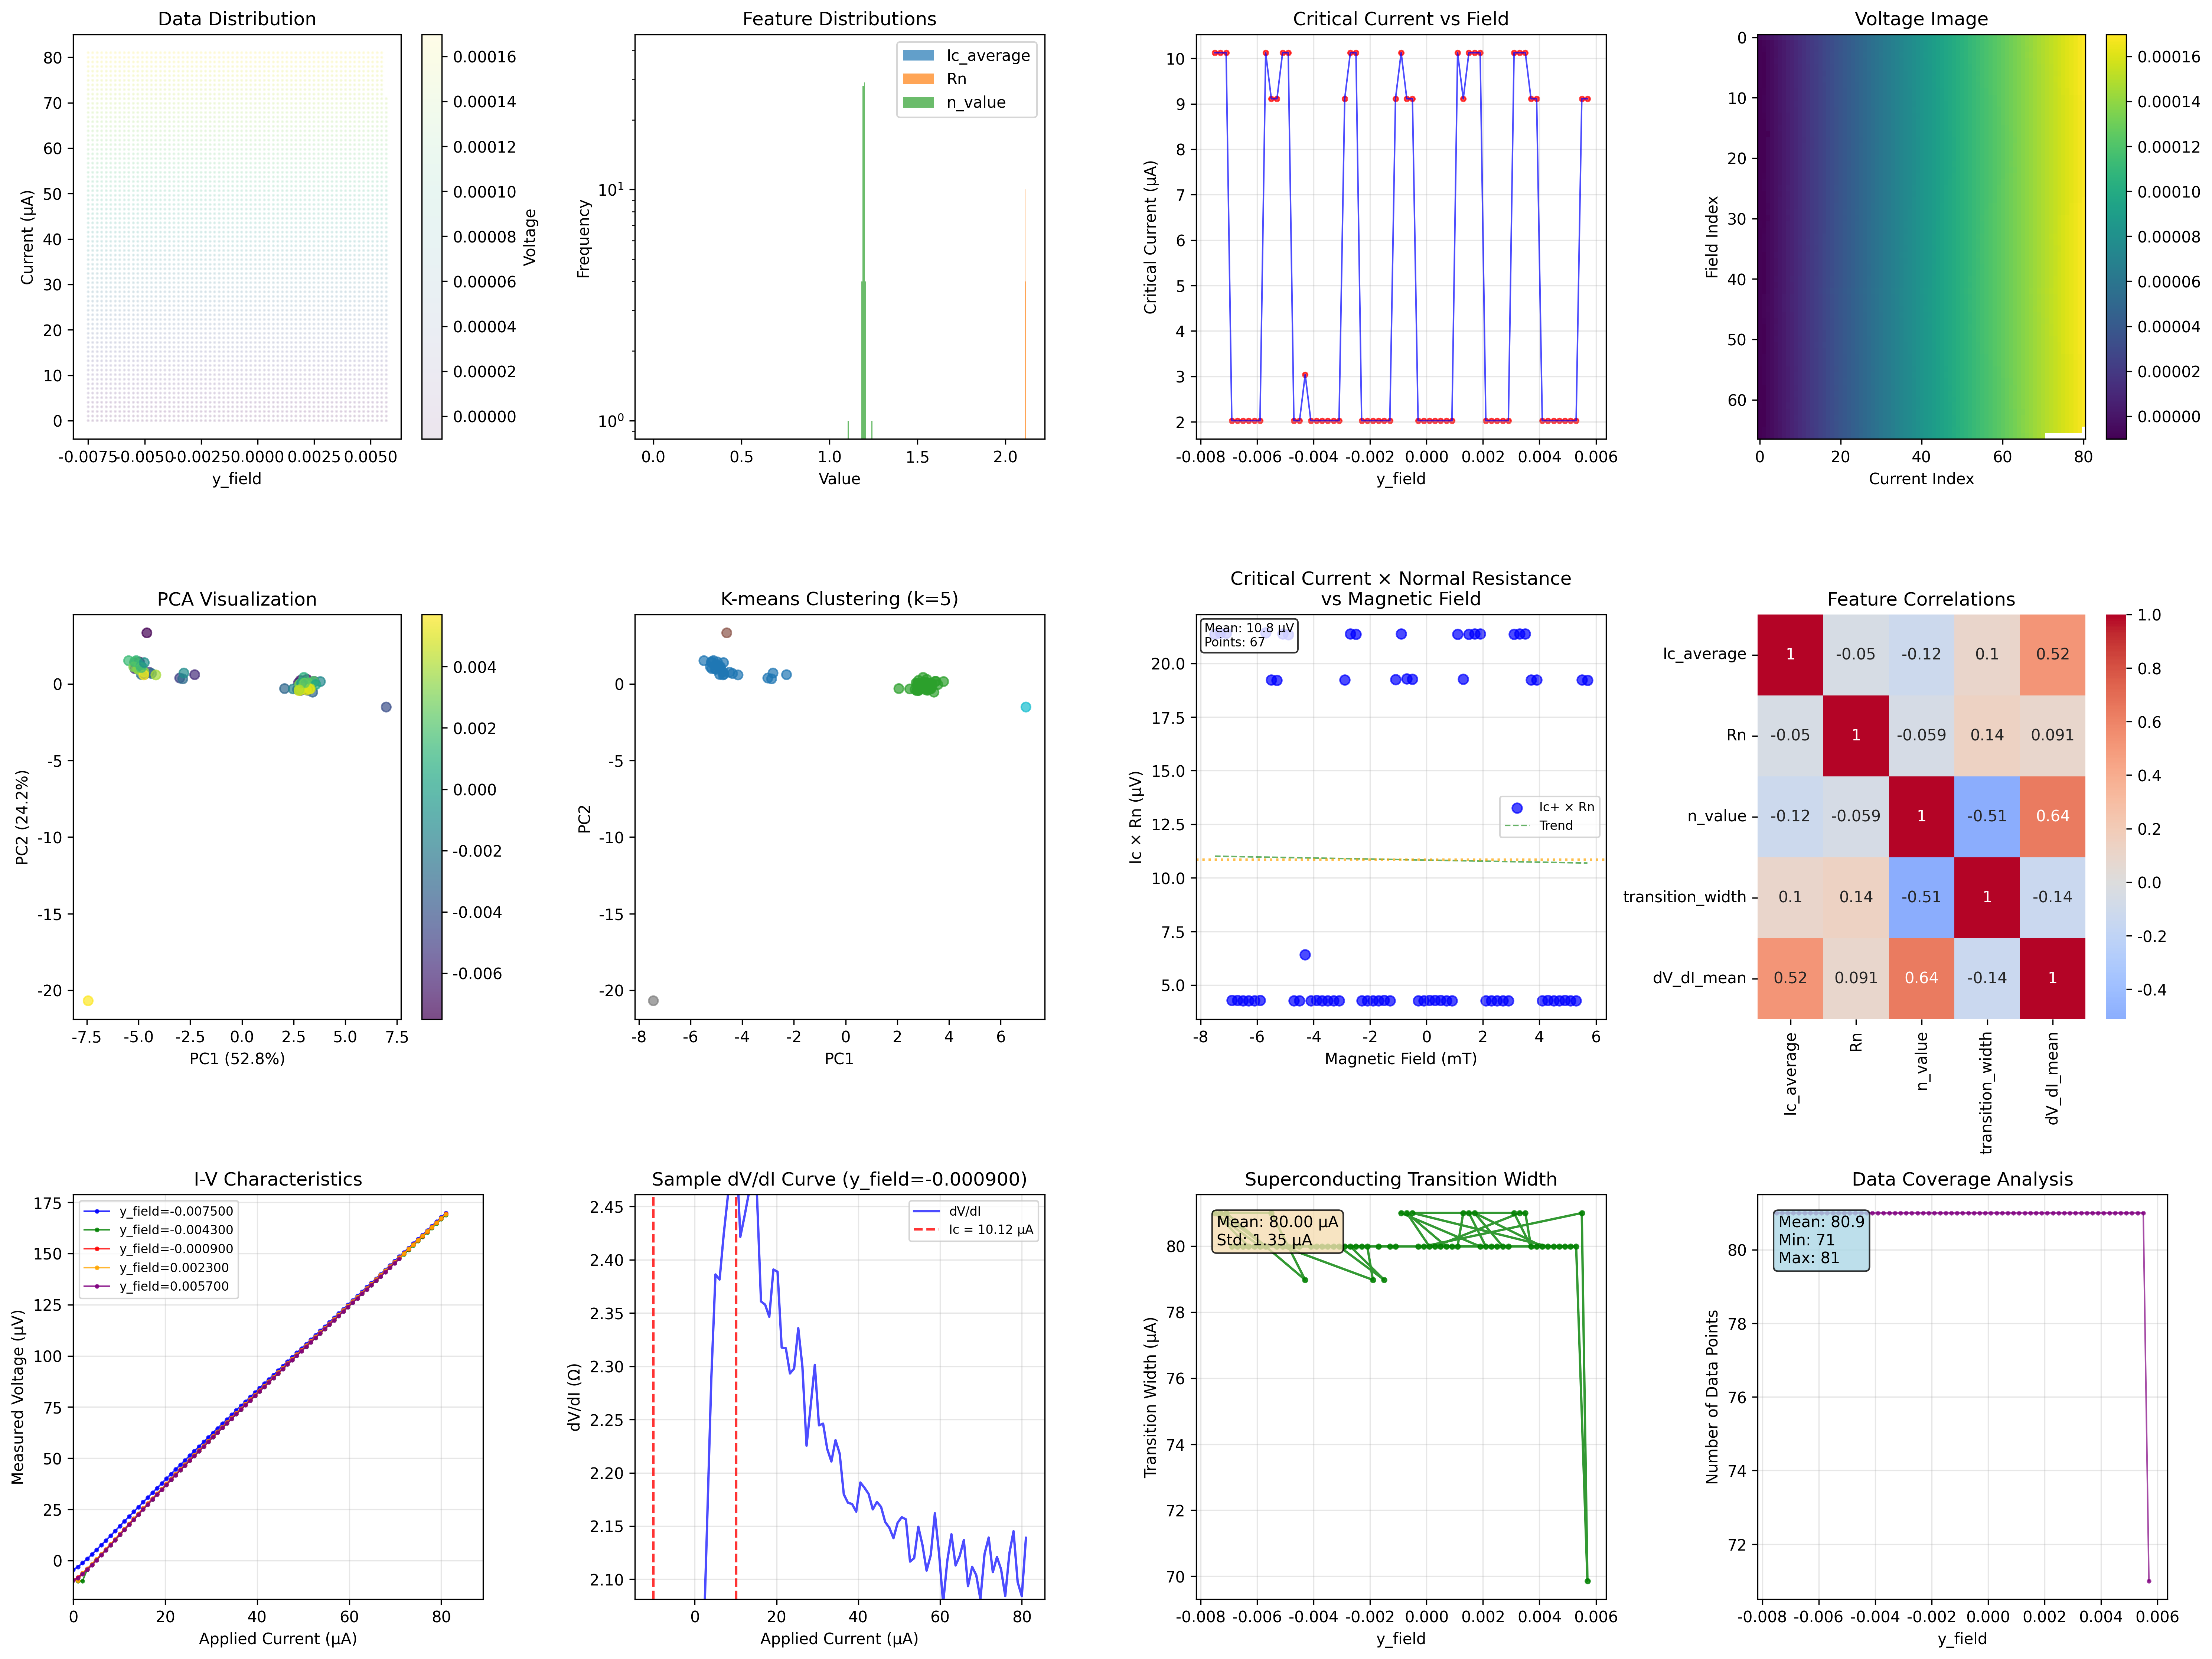 Data Distribution
Current (μA)
80
70
60
50
40
30
20
10
0
-0.0075 -0.0050 -0.0025 0.0000 0.0025 0.0050
y_field
0.00016
0.00014
0.00012
0.00010
0.00008
0.00006
0.00004
0.00002
0.00000
Voltage
Feature Distributions
Frequency
10¹
10⁰
Ic_average
Rn
n_value
0.0 0.5 1.0 1.5 2.0
Value
Critical Current vs Field
Critical Current (μA)
10
9
8
7
6
5
4
3
2
-0.008 -0.006 -0.004 -0.002 0.000 0.002 0.004 0.006
y_field
Voltage Image
Field Index
0
10
20
30
40
50
60
0 20 40 60 80
Current Index
0.00016
0.00014
0.00012
0.00010
0.00008
0.00006
0.00004
0.00002
0.00000
PCA Visualization
PC2 (24.2%)
0
-5
-10
-15
-20
-7.5 -5.0 -2.5 0.0 2.5 5.0 7.5
PC1 (52.8%)
0.004
0.002
0.000
-0.002
-0.004
-0.006
K-means Clustering (k=5)
PC2
0
-5
-10
-15
-20
-8 -6 -4 -2 0 2 4 6
PC1
Critical Current × Normal Resistance
vs Magnetic Field
Ic × Rn (μV)
20.0
17.5
15.0
12.5
10.0
7.5
5.0
Mean: 10.8 μV
Points: 67
Ic+ × Rn
Trend
-8 -6 -4 -2 0 2 4 6
Magnetic Field (mT)
Feature Correlations
Ic_average 1 -0.05 -0.12 0.1 0.52
Rn -0.05 1 -0.059 0.14 0.091
n_value -0.12 -0.059 1 -0.51 0.64
transition_width 0.1 0.14 -0.51 1 -0.14
dV_dI_mean 0.52 0.091 0.64 -0.14 1
Ic_average
Rn
n_value
transition_width
dV_dI_mean
1.0
0.8
0.6
0.4
0.2
0.0
-0.2
-0.4
I-V Characteristics
Measured Voltage (μV)
175
150
125
100
75
50
25
0
y_field=-0.007500
y_field=-0.004300
y_field=-0.000900
y_field=0.002300
y_field=0.005700
0 20 40 60 80
Applied Current (μA)
Sample dV/dI Curve (y_field=-0.000900)
dV/dI (Ω)
2.45
2.40
2.35
2.30
2.25
2.20
2.15
2.10
dV/dI
Ic = 10.12 μA
0 20 40 60 80
Applied Current (μA)
Superconducting Transition Width
Transition Width (μA)
80
78
76
74
72
70
Mean: 80.00 μA
Std: 1.35 μA
-0.008 -0.006 -0.004 -0.002 0.000 0.002 0.004 0.006
y_field
Data Coverage Analysis
Number of Data Points
80
78
76
74
72
Mean: 80.9
Min: 71
Max: 81
-0.008 -0.006 -0.004 -0.002 0.000 0.002 0.004 0.006
y_field